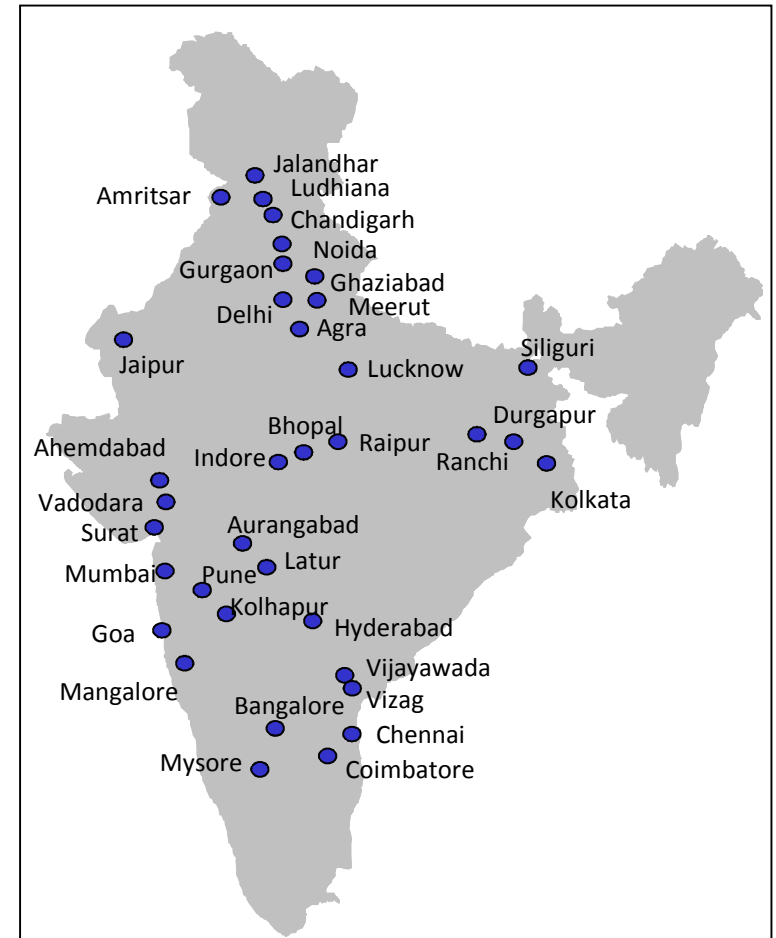 Jalandhar
Amritsar
Ludhiana
Chandigarh
Noida
Gurgaon
Ghaziabad
Delhi
Meerut
Agra
Jaipur
Siliguri
Lucknow
Durgapur
Bhopal
Raipur
Ahemdabad
Indore
Ranchi
Vadodara
Kolkata
Surat
Aurangabad
Latur
Mumbai
Pune
Kolhapur
Goa
Hyderabad
Vijayawada
Mangalore
Vizag
Bangalore
Chennai
Mysore
Coimbatore